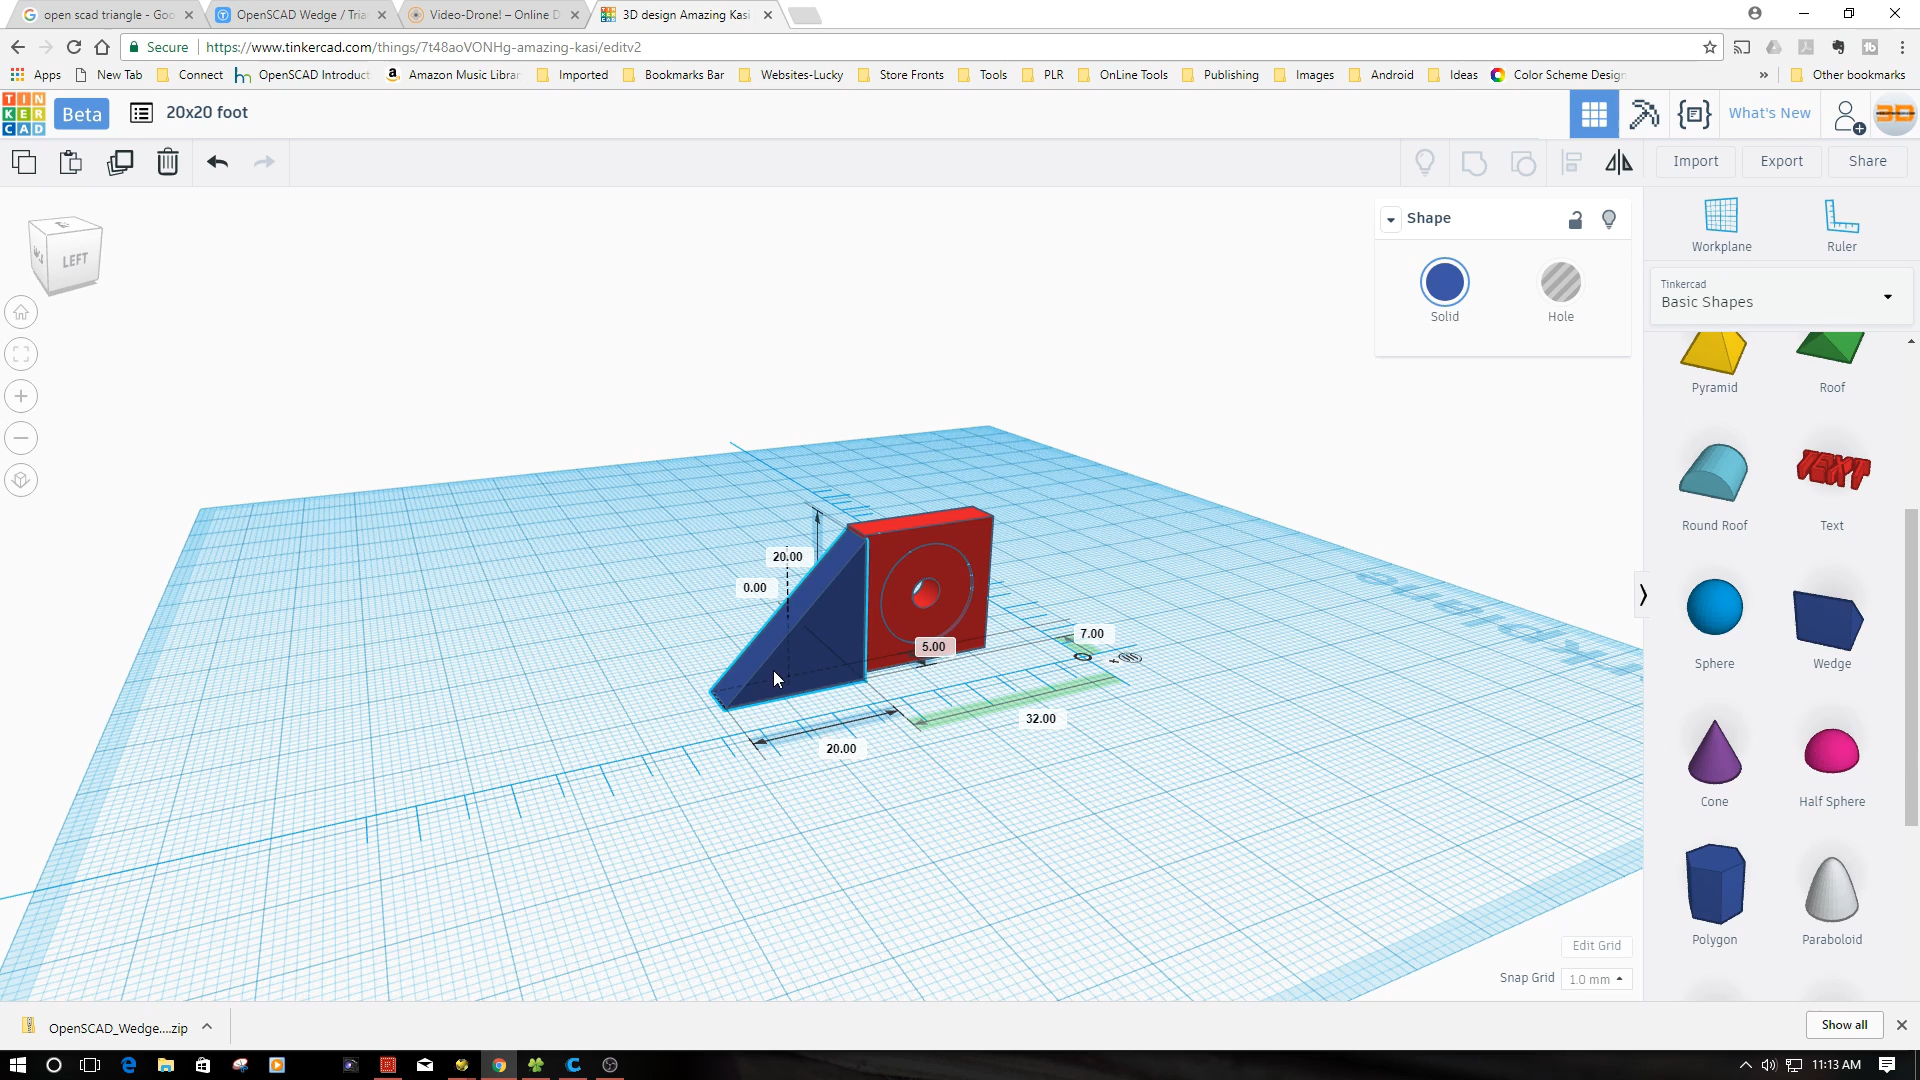 open scad triangle - Goo
OpenSCAD Wedge / Tria
Video-Drone! – Online D
3D design Amazing Kasi
Secure
https://www.tinkercad.com/things/7t48aoVONHg-amazing-kasi/editv2
Apps
New Tab
Connect
OpenSCAD Introduct
Amazon Music Librar
Imported
Bookmarks Bar
Websites-Lucky
Store Fronts
Tools
PLR
OnLine Tools
Publishing
Images
Android
Ideas
Color Scheme Design
Other bookmarks
TIN
KER
CAD
Beta
20x20 foot
What's New
3D
Import
Export
Share
LEFT
Shape
Solid
Hole
Workplane
Ruler
Tinkercad
Basic Shapes
Pyramid
Roof
Round Roof
TEXT
Text
Sphere
Wedge
Cone
Half Sphere
Polygon
Paraboloid
20.00
0.00
5.00
7.00
32.00
20.00
Edit Grid
Snap Grid
1.0 mm
OpenSCAD_Wedge....zip
Show all
11:13 AM